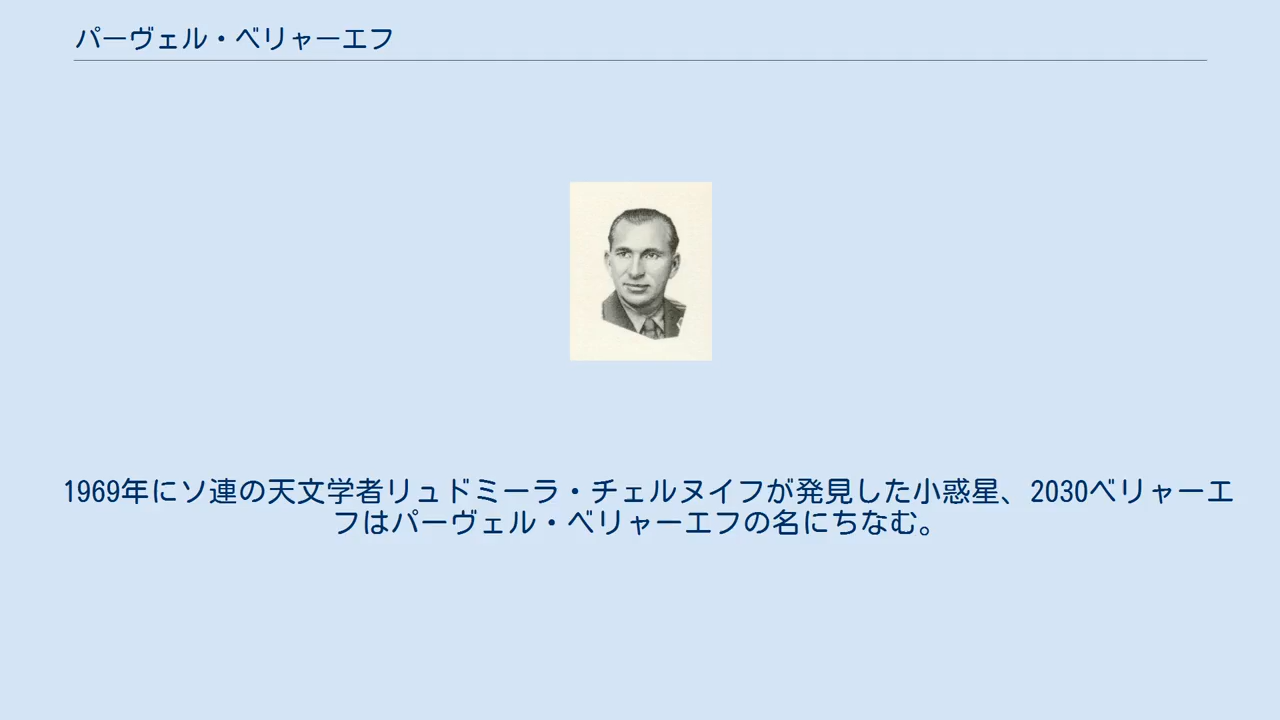 パーヴェル・ベリャーエフ
1969年にソ連の天文学者リュドミーラ・チェルヌイフが発見した小惑星、2030ベリャーエ
フはパーヴェル・ベリャーエフの名にちなむ。